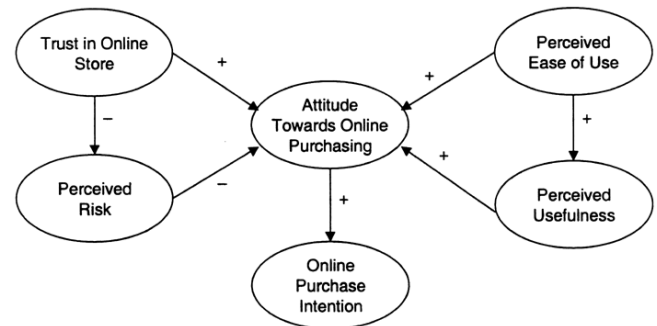 Trust in Online
Store
Perceived
Ease of Use
+
+
Attitude
Towards Online
Purchasing
–
+
Perceived
Risk
–
+
Perceived
Usefulness
+
Online
Purchase
Intention